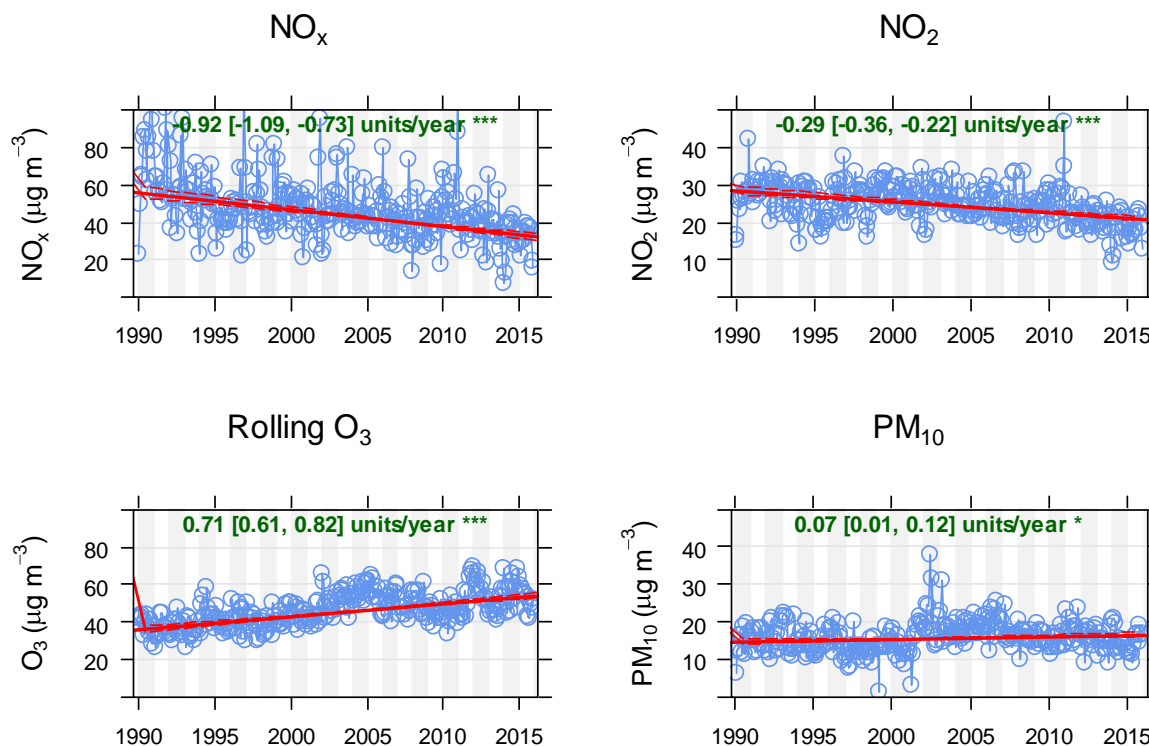 NOₓ
-0.92 [-1.09, -0.73] units/year ***
NOₓ (μg m⁻³)
80
60
40
20
1990 1995 2000 2005 2010 2015
NO₂
-0.29 [-0.36, -0.22] units/year ***
NO₂ (μg m⁻³)
40
30
20
10
1990 1995 2000 2005 2010 2015
Rolling O₃
0.71 [0.61, 0.82] units/year ***
O₃ (μg m⁻³)
80
60
40
20
1990 1995 2000 2005 2010 2015
PM₁₀
0.07 [0.01, 0.12] units/year *
PM₁₀ (μg m⁻³)
40
30
20
10
1990 1995 2000 2005 2010 2015